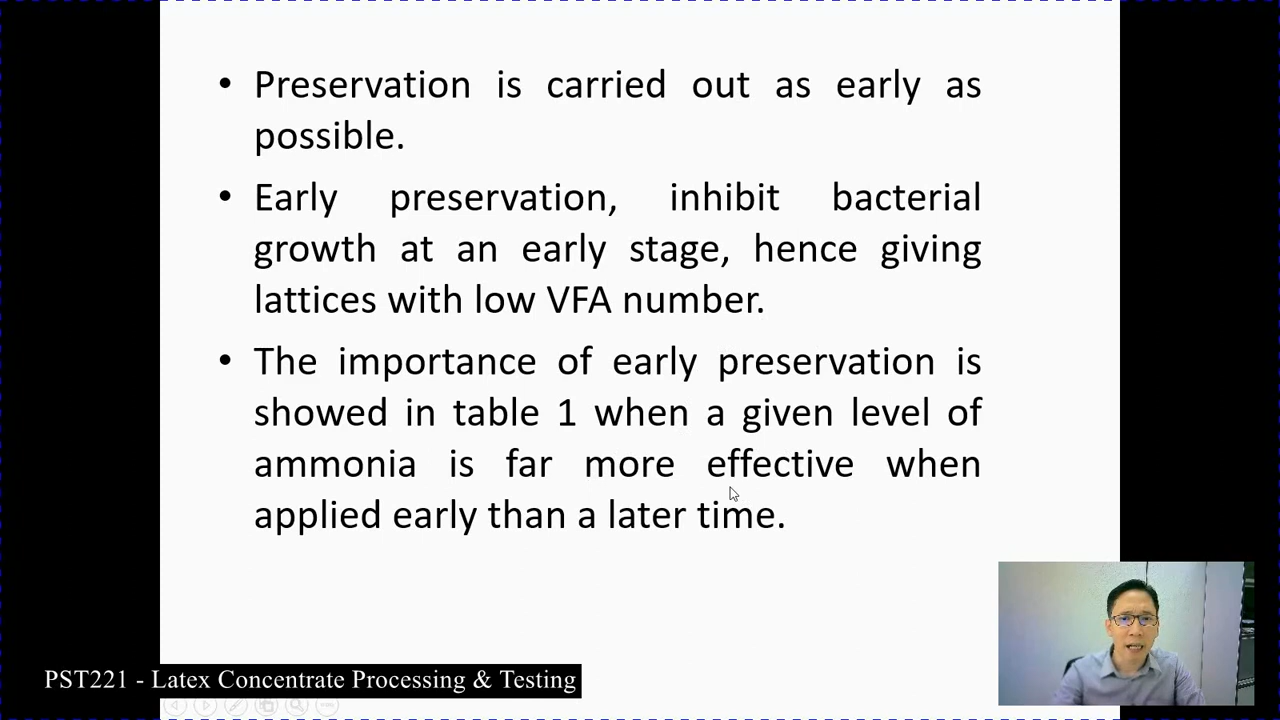 • Preservation is carried out as early as
possible.
• Early preservation, inhibit bacterial
growth at an early stage, hence giving
lattices with low VFA number.
• The importance of early preservation is
showed in table 1 when a given level of
ammonia is far more effective when
applied early than a later time.
PST221 - Latex Concentrate Processing & Testing